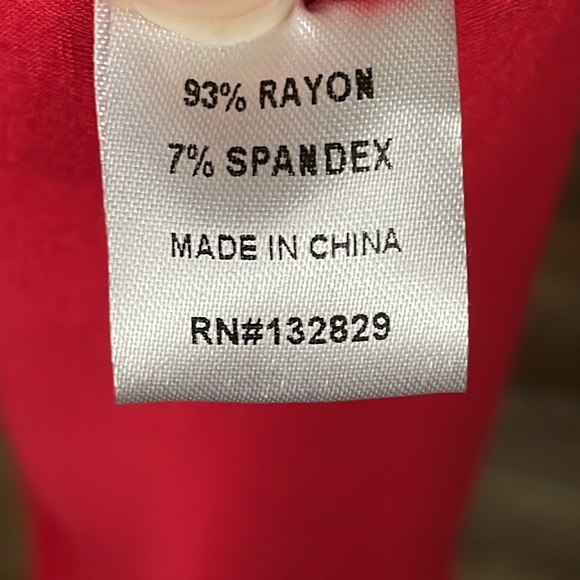 93% RAYON
7% SPANDEX
MADE IN CHINA
RN#132829